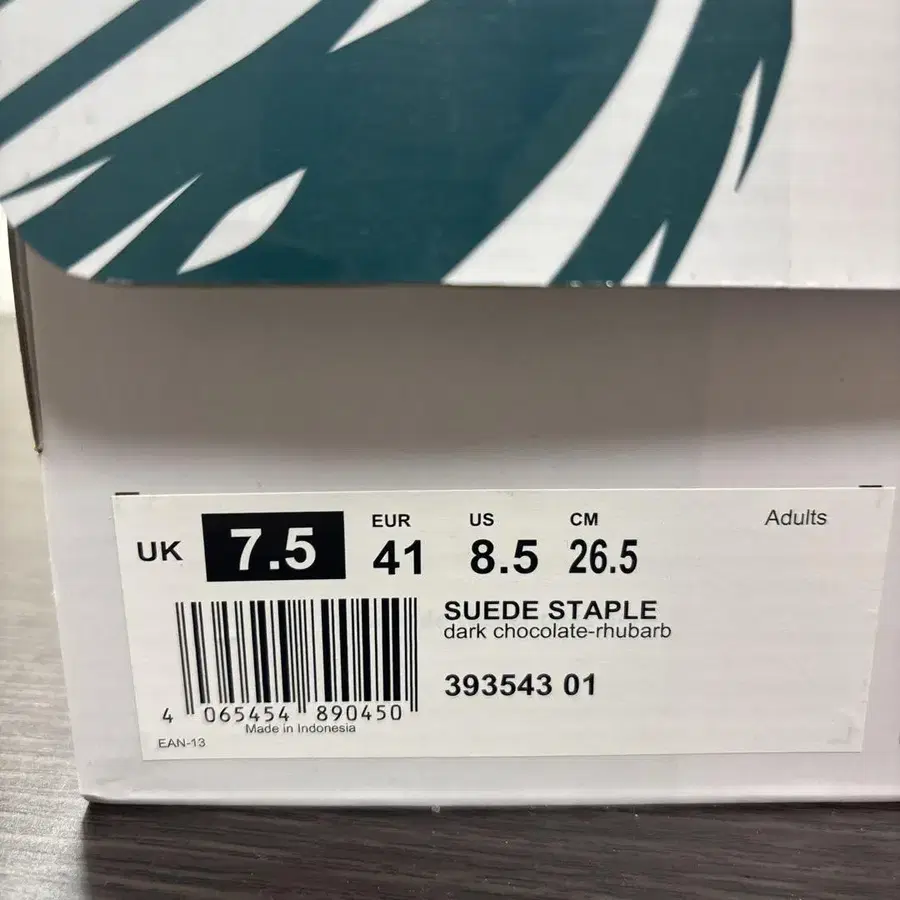 UK 7.5 EUR 41 US 8.5 CM 26.5 Adults
SUEDE STAPLE
dark chocolate-rhubarb
393543 01
4 065454 890450
Made in Indonesia
EAN-13